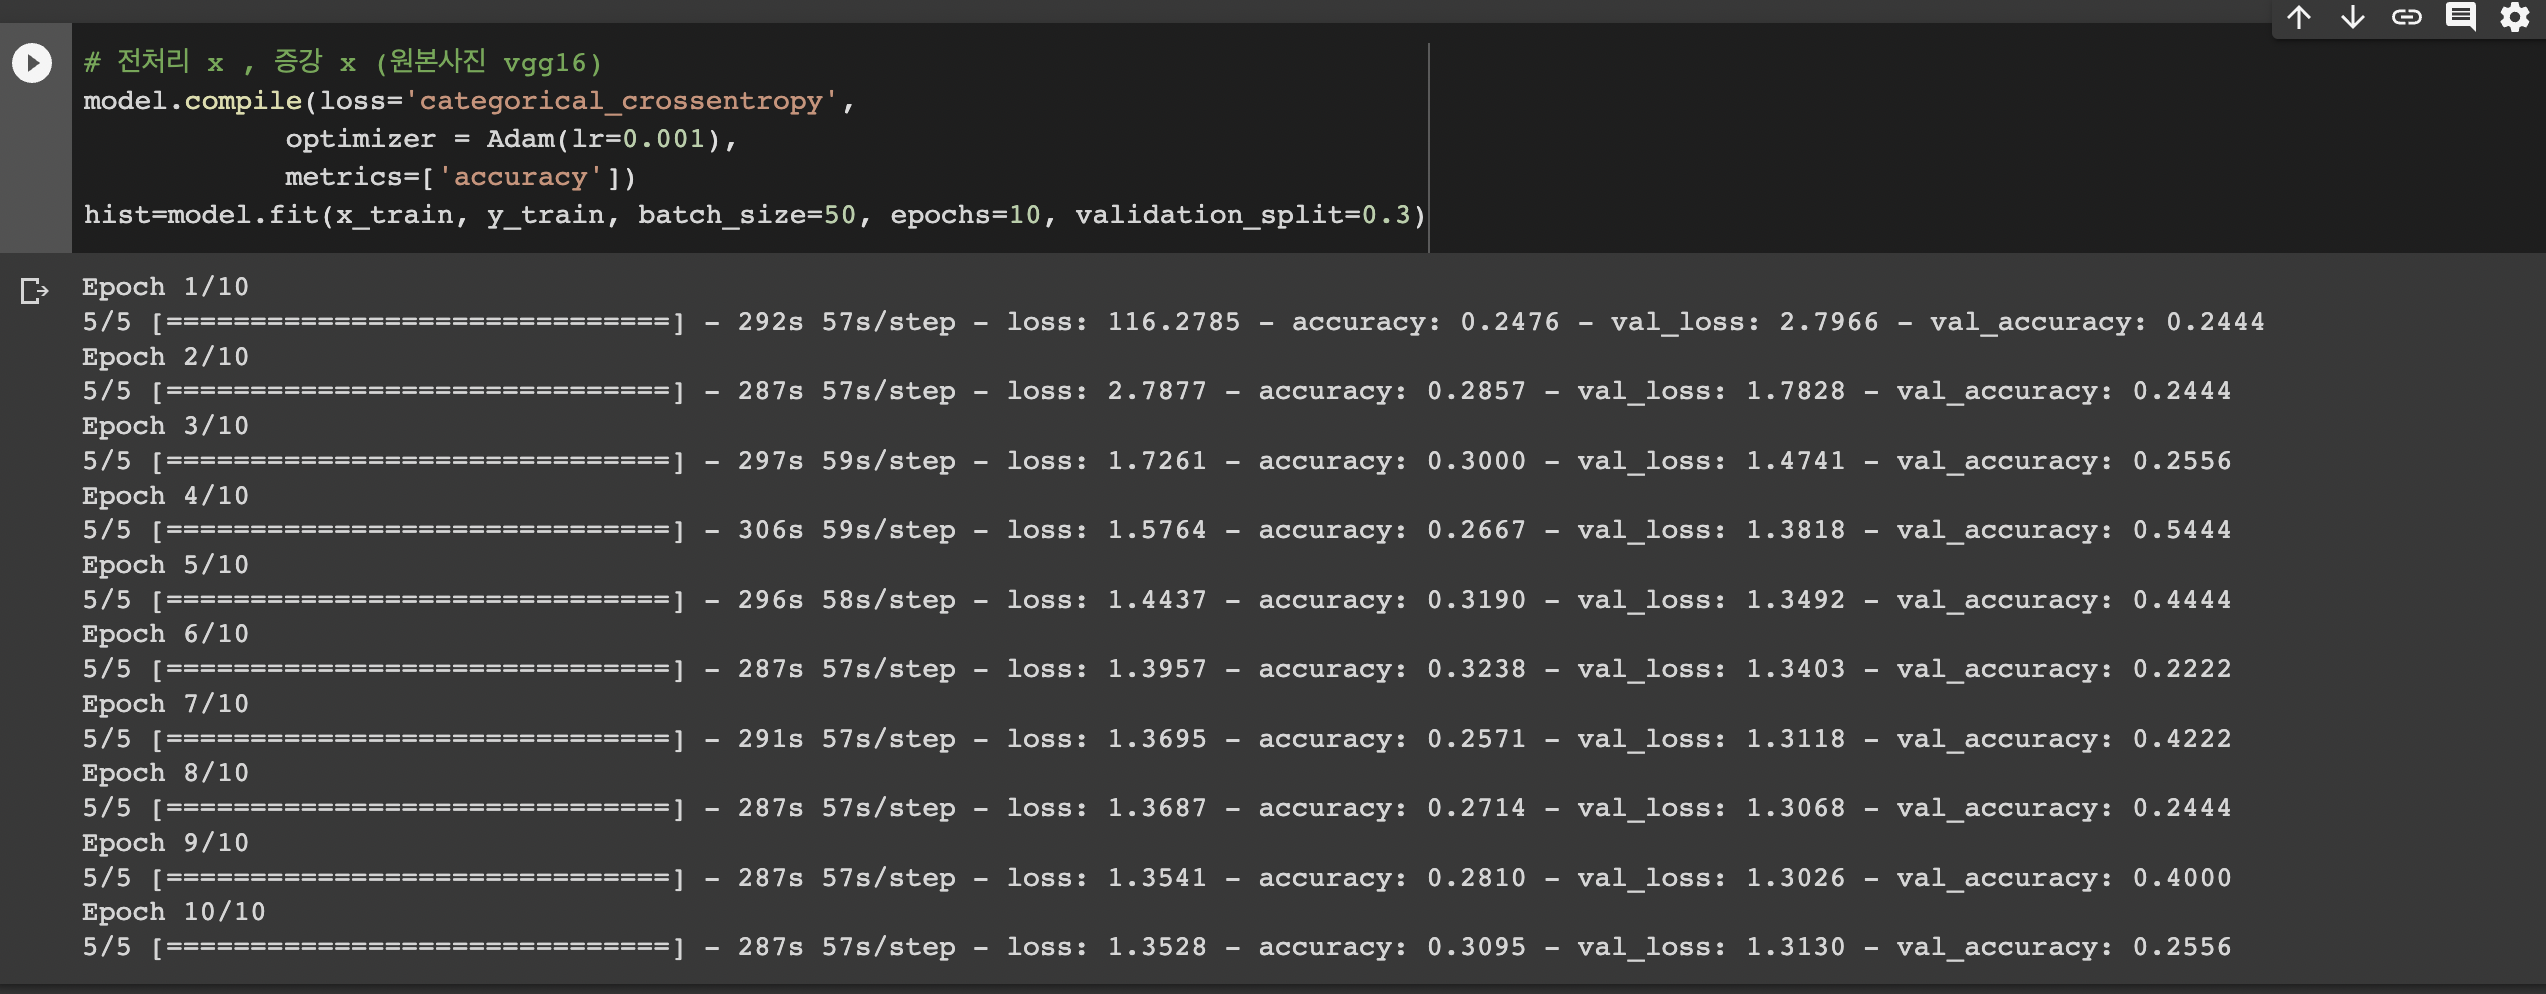 # 전처리 x , 증강 x (원본사진 vgg16)
model.compile(loss='categorical_crossentropy',
            optimizer = Adam(lr=0.001),
            metrics=['accuracy'])
hist=model.fit(x_train, y_train, batch_size=50, epochs=10, validation_split=0.3)
Epoch 1/10
5/5 [==============================] - 292s 57s/step - loss: 116.2785 - accuracy: 0.2476 - val_loss: 2.7966 - val_accuracy: 0.2444
Epoch 2/10
5/5 [==============================] - 287s 57s/step - loss: 2.7877 - accuracy: 0.2857 - val_loss: 1.7828 - val_accuracy: 0.2444
Epoch 3/10
5/5 [==============================] - 297s 59s/step - loss: 1.7261 - accuracy: 0.3000 - val_loss: 1.4741 - val_accuracy: 0.2556
Epoch 4/10
5/5 [==============================] - 306s 59s/step - loss: 1.5764 - accuracy: 0.2667 - val_loss: 1.3818 - val_accuracy: 0.5444
Epoch 5/10
5/5 [==============================] - 296s 58s/step - loss: 1.4437 - accuracy: 0.3190 - val_loss: 1.3492 - val_accuracy: 0.4444
Epoch 6/10
5/5 [==============================] - 287s 57s/step - loss: 1.3957 - accuracy: 0.3238 - val_loss: 1.3403 - val_accuracy: 0.2222
Epoch 7/10
5/5 [==============================] - 291s 57s/step - loss: 1.3695 - accuracy: 0.2571 - val_loss: 1.3118 - val_accuracy: 0.4222
Epoch 8/10
5/5 [==============================] - 287s 57s/step - loss: 1.3687 - accuracy: 0.2714 - val_loss: 1.3068 - val_accuracy: 0.2444
Epoch 9/10
5/5 [==============================] - 287s 57s/step - loss: 1.3541 - accuracy: 0.2810 - val_loss: 1.3026 - val_accuracy: 0.4000
Epoch 10/10
5/5 [==============================] - 287s 57s/step - loss: 1.3528 - accuracy: 0.3095 - val_loss: 1.3130 - val_accuracy: 0.2556